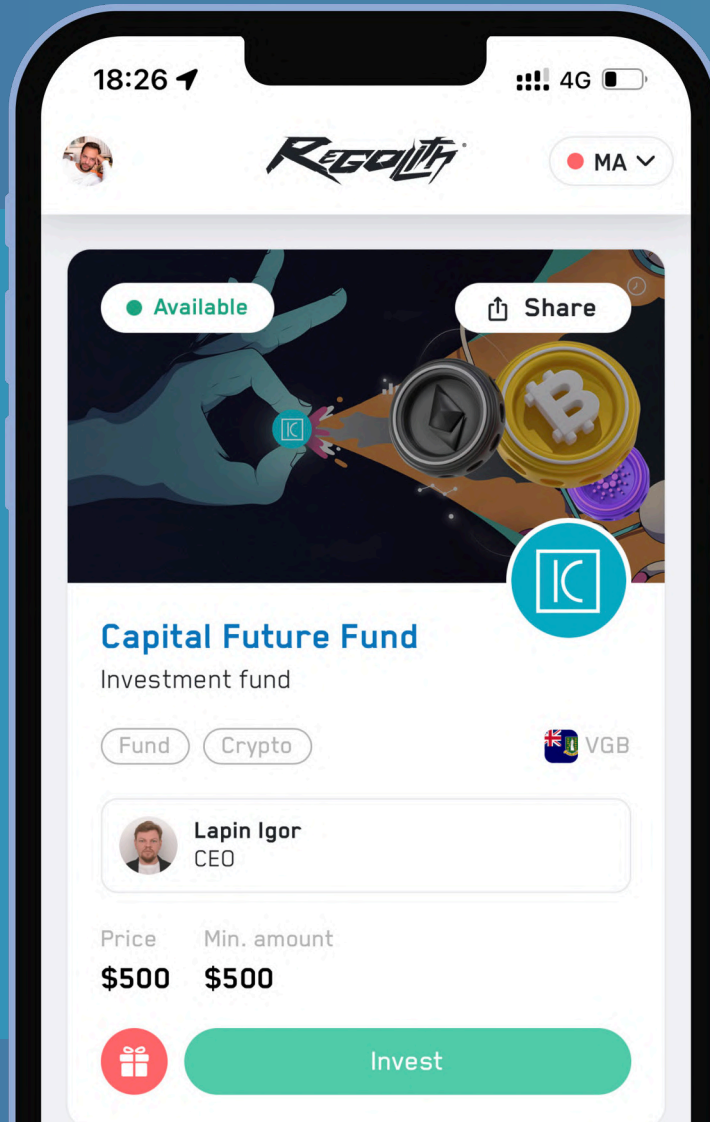 18:26 4G
REGOLITH
MA
Available Share
Capital Future Fund
Investment fund
Fund Crypto VGB
Lapin Igor
CEO
Price Min. amount
$500 $500
Invest